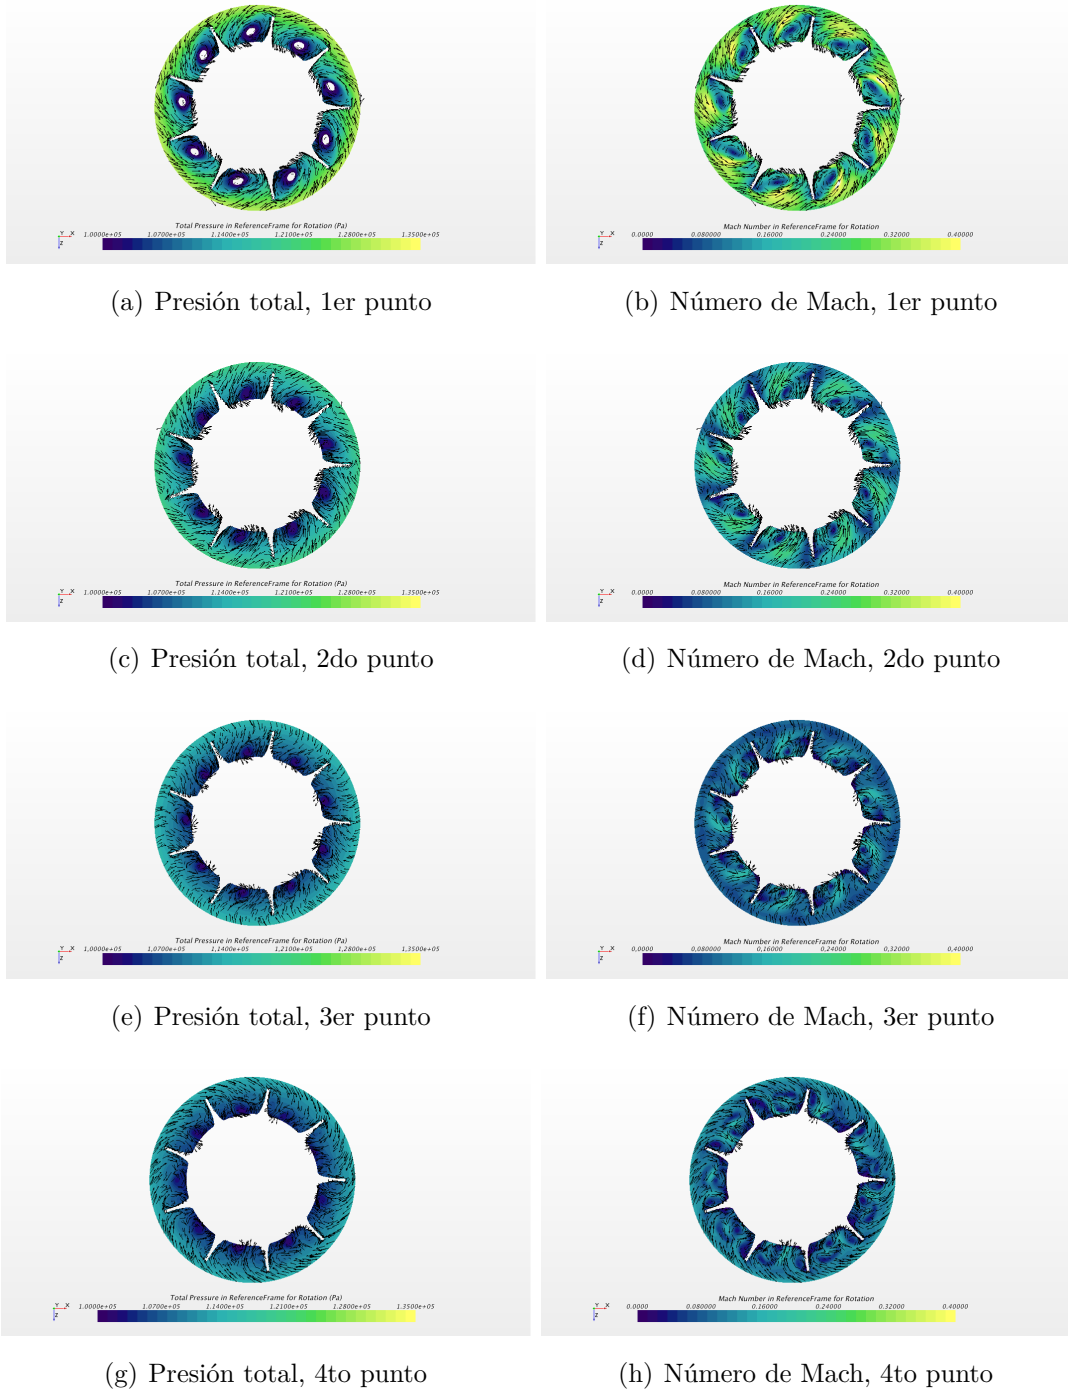 Total Pressure in ReferenceFrame for Rotation (Pa)
1.0000e+05 1.0700e+05 1.1400e+05 1.2100e+05 1.2800e+05 1.3500e+05
Y X
Z
Mach Number in ReferenceFrame for Rotation
0.0000 0.080000 0.16000 0.24000 0.32000 0.40000
Y X
Z
(a) Presión total, 1er punto
(b) Número de Mach, 1er punto
Total Pressure in ReferenceFrame for Rotation (Pa)
1.0000e+05 1.0700e+05 1.1400e+05 1.2100e+05 1.2800e+05 1.3500e+05
Y X
Z
Mach Number in ReferenceFrame for Rotation
0.0000 0.080000 0.16000 0.24000 0.32000 0.40000
Y X
Z
(c) Presión total, 2do punto
(d) Número de Mach, 2do punto
Total Pressure in ReferenceFrame for Rotation (Pa)
1.0000e+05 1.0700e+05 1.1400e+05 1.2100e+05 1.2800e+05 1.3500e+05
Y X
Z
Mach Number in ReferenceFrame for Rotation
0.0000 0.080000 0.16000 0.24000 0.32000 0.40000
Y X
Z
(e) Presión total, 3er punto
(f) Número de Mach, 3er punto
Total Pressure in ReferenceFrame for Rotation (Pa)
1.0000e+05 1.0700e+05 1.1400e+05 1.2100e+05 1.2800e+05 1.3500e+05
Y X
Z
Mach Number in ReferenceFrame for Rotation
0.0000 0.080000 0.16000 0.24000 0.32000 0.40000
Y X
Z
(g) Presión total, 4to punto
(h) Número de Mach, 4to punto